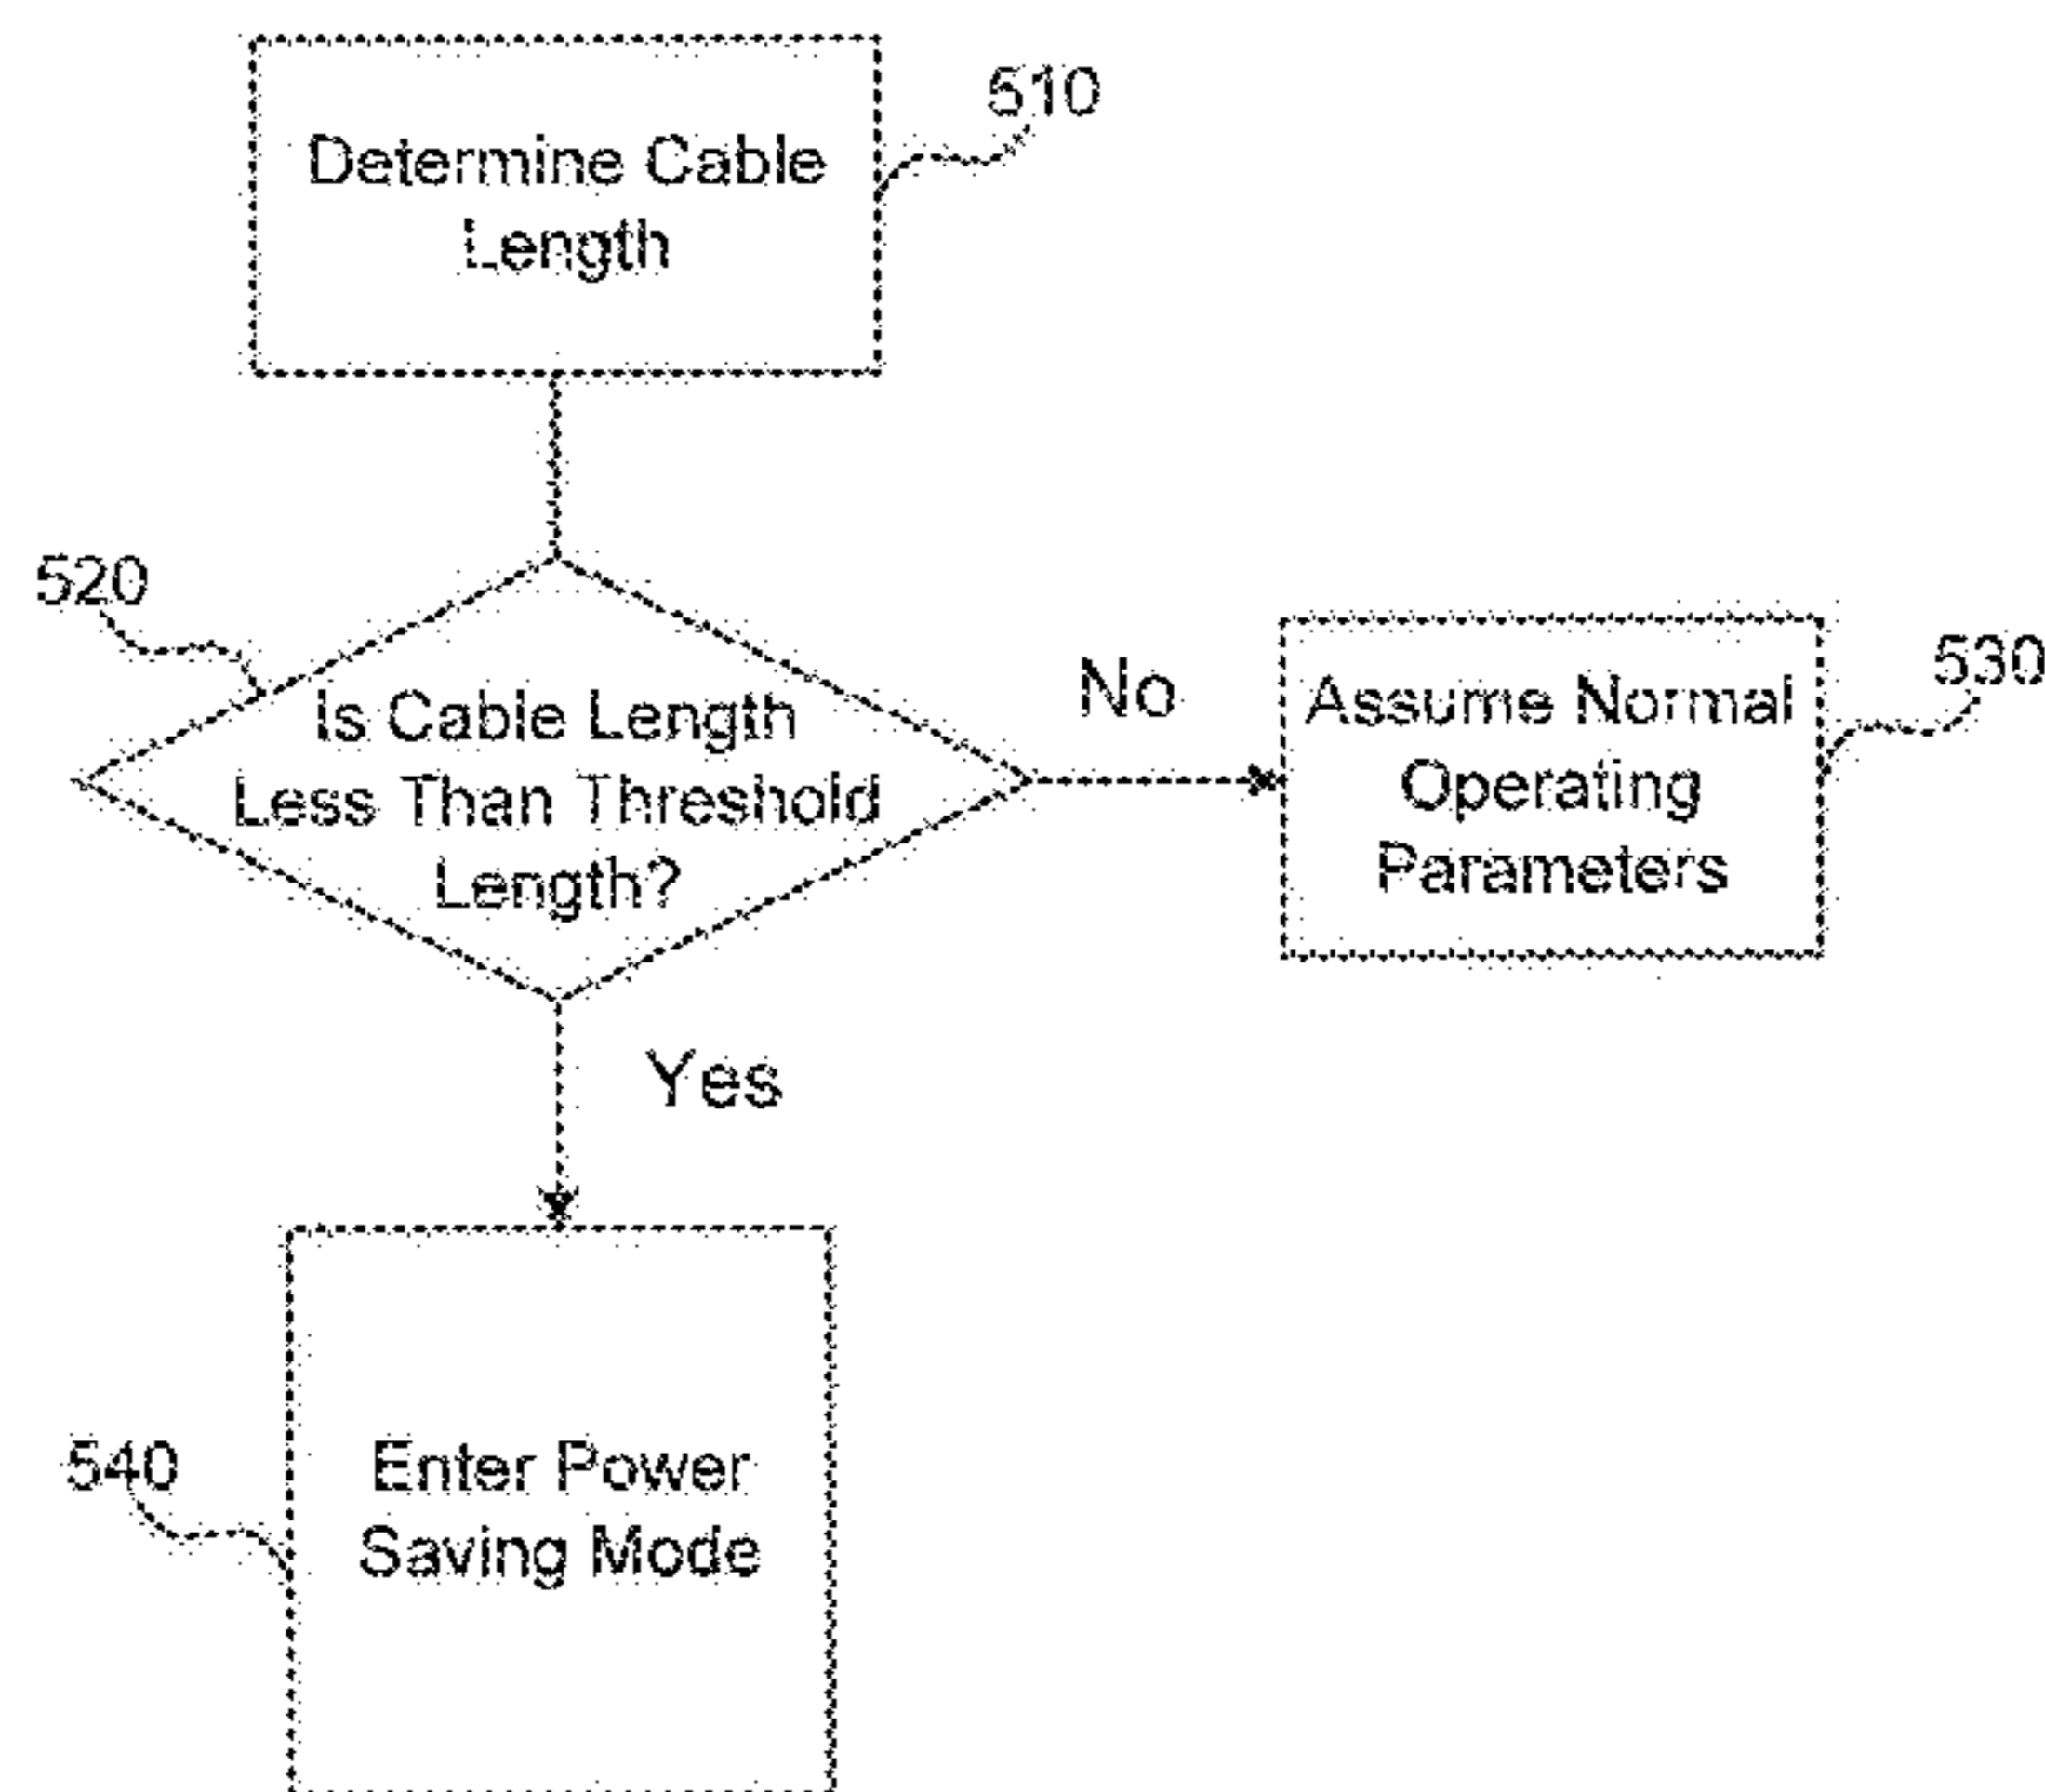 510
Determine Cable
Length
520
Is Cable Length
Less Than Threshold
Length?
No
530
Assume Normal
Operating
Parameters
Yes
540
Enter Power
Saving Mode